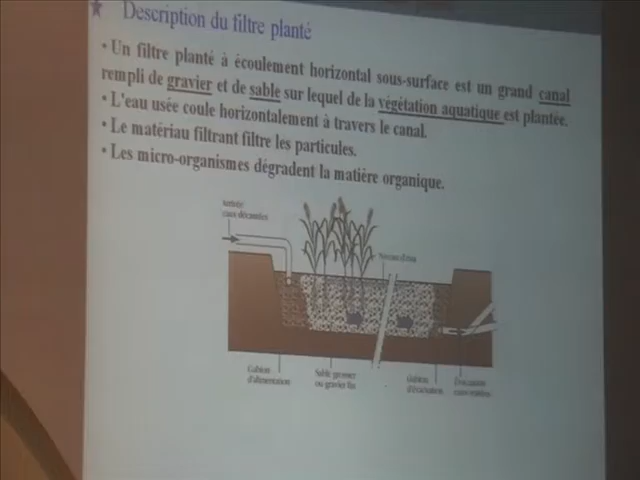 Description du filtre planté
• Un filtre planté à écoulement horizontal sous-surface est un grand canal
rempli de gravier et de sable sur lequel de la végétation aquatique est plantée.
• L'eau usée coule horizontalement à travers le canal.
• Le matériau filtrant filtre les particules.
• Les micro-organismes dégradent la matière organique.
eaux décantées
Gabion
d'alimentation
Sable grossier
ou gravier fin
Gabion
d'évacuation
Évacuation